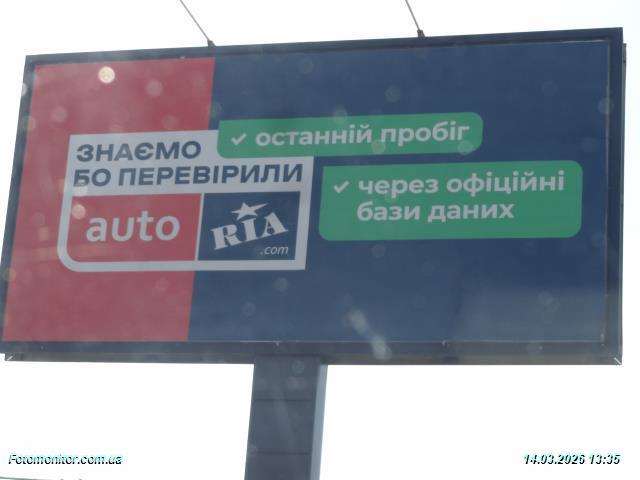 ЗНАЄМО
БО ПЕРЕВІРИЛИ
auto RIA
.com
останній пробіг
через офіційні
бази даних
Fotomonitor.com.ua
14.03.2026 13:35